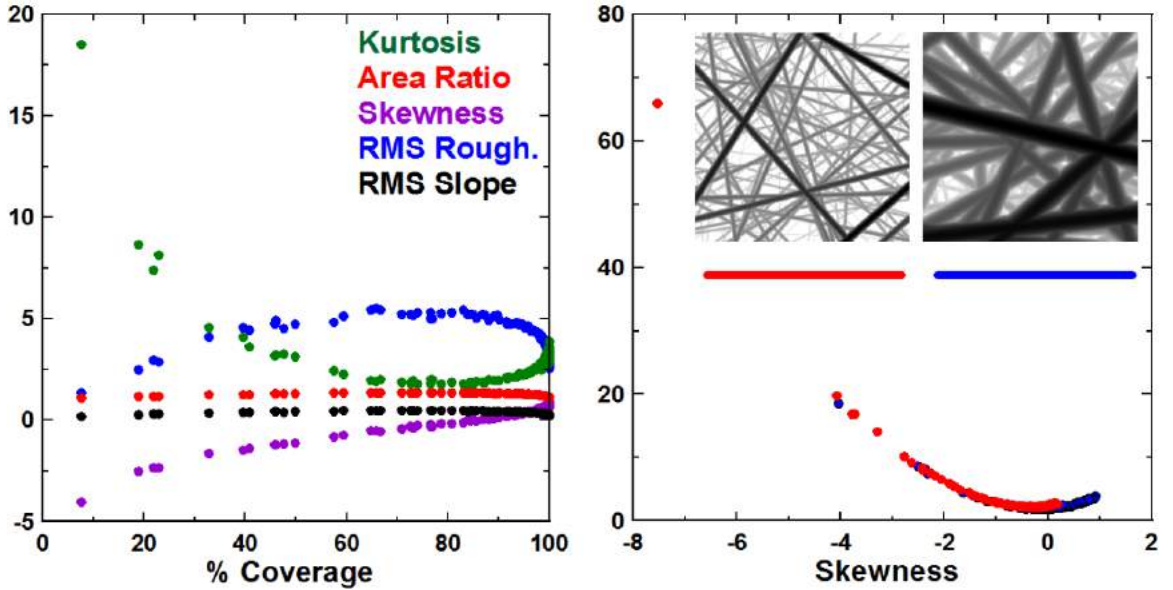 20
15
10
5
0
-5
0 20 40 60 80 100
% Coverage
Kurtosis
Area Ratio
Skewness
RMS Rough.
RMS Slope
80
60
40
20
0
-8 -6 -4 -2 0 2
Skewness